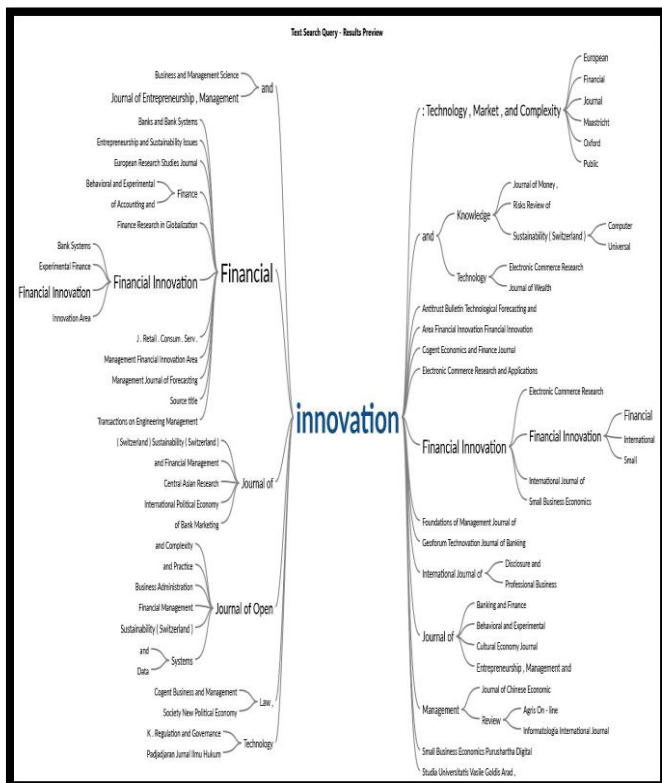 Text Search Query - Results Preview
Business and Management Science
Journal of Entrepreneurship , Management
and
Banks and Bank Systems
Entrepreneurship and Sustainability Issues
European Research Studies Journal
Behavioral and Experimental
of Accounting and
Finance
Finance Research in Globalization
Bank Systems
Experimental Finance
Financial Innovation
Innovation Area
Financial Innovation
J . Retail . Consum . Serv .
Management Financial Innovation Area
Management Journal of Forecasting
Source title
Transactions on Engineering Management
Financial
( Switzerland ) Sustainability ( Switzerland )
and Financial Management
Central Asian Research
International Political Economy
of Bank Marketing
Journal of
and Complexity
and Practice
Business Administration
Financial Management
Sustainability ( Switzerland )
and
Data
Systems
Journal of Open
Cogent Business and Management
Society New Political Economy
Law ,
K . Regulation and Governance
Padjadjaran Jurnal Ilmu Hukum
Technology
innovation
: Technology , Market , and Complexity
European
Financial
Journal
Maastricht
Oxford
Public
and
Knowledge
Journal of Money ,
Risks Review of
Sustainability ( Switzerland )
Computer
Universal
Technology
Electronic Commerce Research
Journal of Wealth
Antitrust Bulletin Technological Forecasting and
Area Financial Innovation Financial Innovation
Cogent Economics and Finance Journal
Electronic Commerce Research and Applications
Financial Innovation
Electronic Commerce Research
Financial Innovation
Financial
International
Small
International Journal of
Small Business Economics
Foundations of Management Journal of
Geoforum Technovation Journal of Banking
International Journal of
Disclosure and
Professional Business
Journal of
Banking and Finance
Behavioral and Experimental
Cultural Economy Journal
Entrepreneurship , Management and
Management
Journal of Chinese Economic
Review
Agris On - line
Informatologia International Journal
Small Business Economics Purushartha Digital
Studia Universitatis Vasile Goldis Arad ,